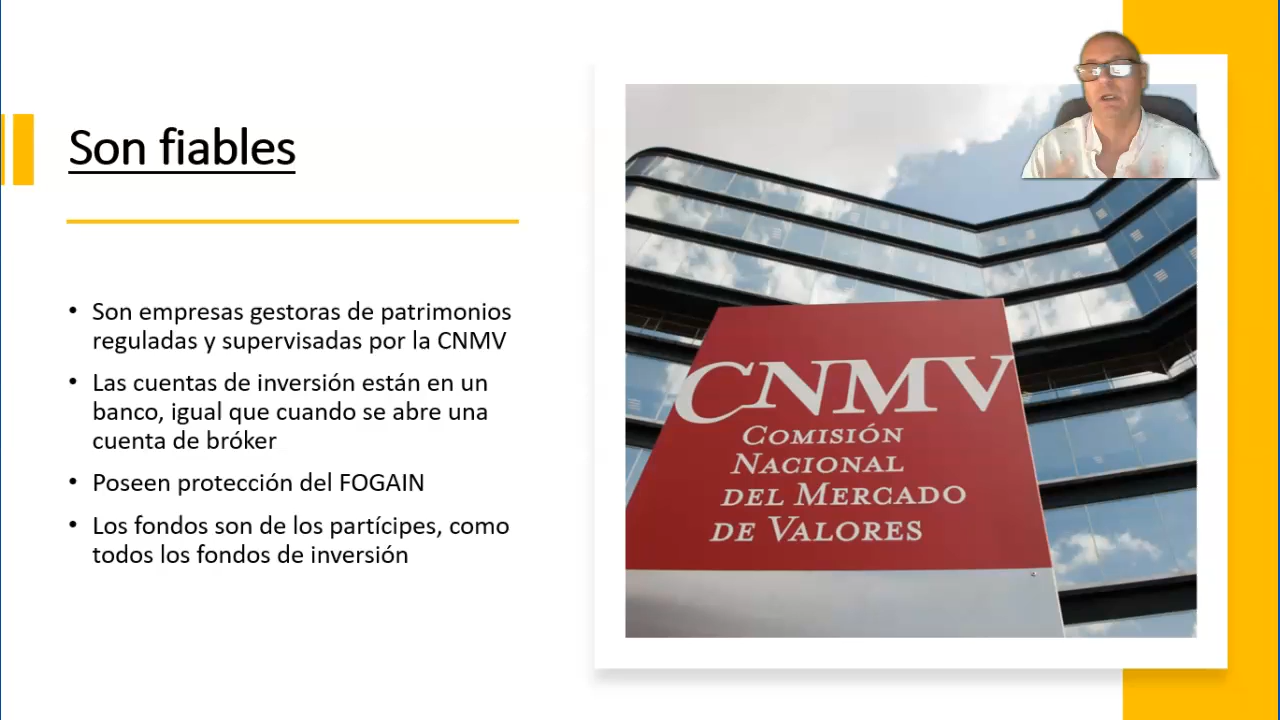 Son fiables
• Son empresas gestoras de patrimonios
reguladas y supervisadas por la CNMV
• Las cuentas de inversión están en un
banco, igual que cuando se abre una
cuenta de bróker
• Poseen protección del FOGAIN
• Los fondos son de los partícipes, como
todos los fondos de inversión
CNMV
COMISIÓN
NACIONAL
DEL MERCADO
DE VALORES